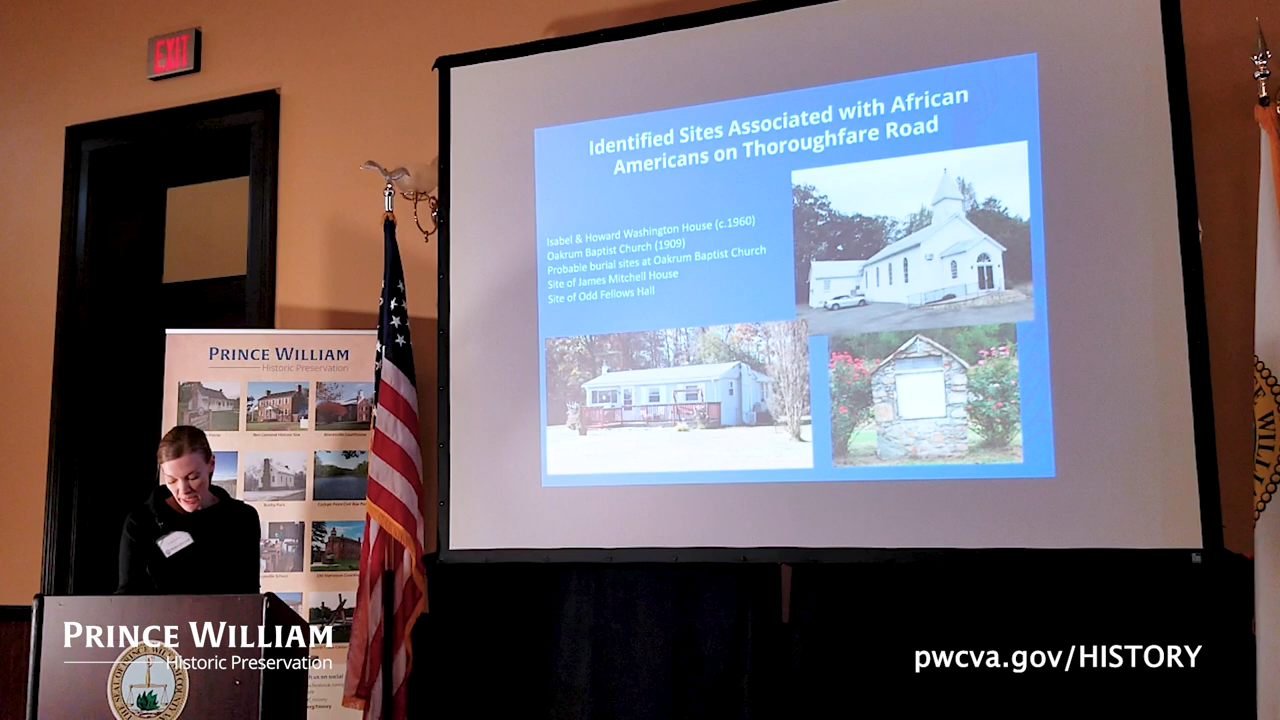 EXIT
Identified Sites Associated with African
Americans on Thoroughfare Road
Isabel & Howard Washington House (c.1960)
Oakrum Baptist Church (1909)
Probable burial sites at Oakrum Baptist Church
Site of James Mitchell House
Site of Odd Fellows Hall
PRINCE WILLIAM
Historic Preservation
PRINCE WILLIAM
Historic Preservation
pwcva.gov/HISTORY